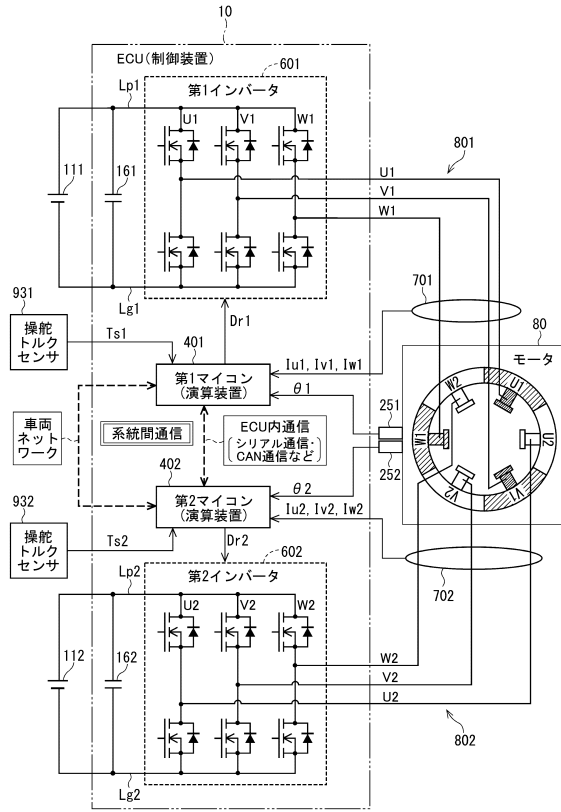 10
ECU(制御装置)
601
Lp1
第1インバータ
U1
V1
W1
111
161
U1
V1
W1
801
Lg1
931
操舵
トルク
センサ
Ts1
Dr1
401
第1マイコン
(演算装置)
Iu1, Iv1, Iw1
θ1
701
80
モータ
251
252
W2
U1
W1
U2
V2
V1
車両
ネット
ワーク
系統間通信
ECU内通信
(シリアル通信・
CAN通信など)
402
第2マイコン
(演算装置)
θ2
Iu2, Iv2, Iw2
932
操舵
トルク
センサ
Ts2
Dr2
602
702
Lp2
第2インバータ
U2
V2
W2
112
162
W2
V2
U2
802
Lg2